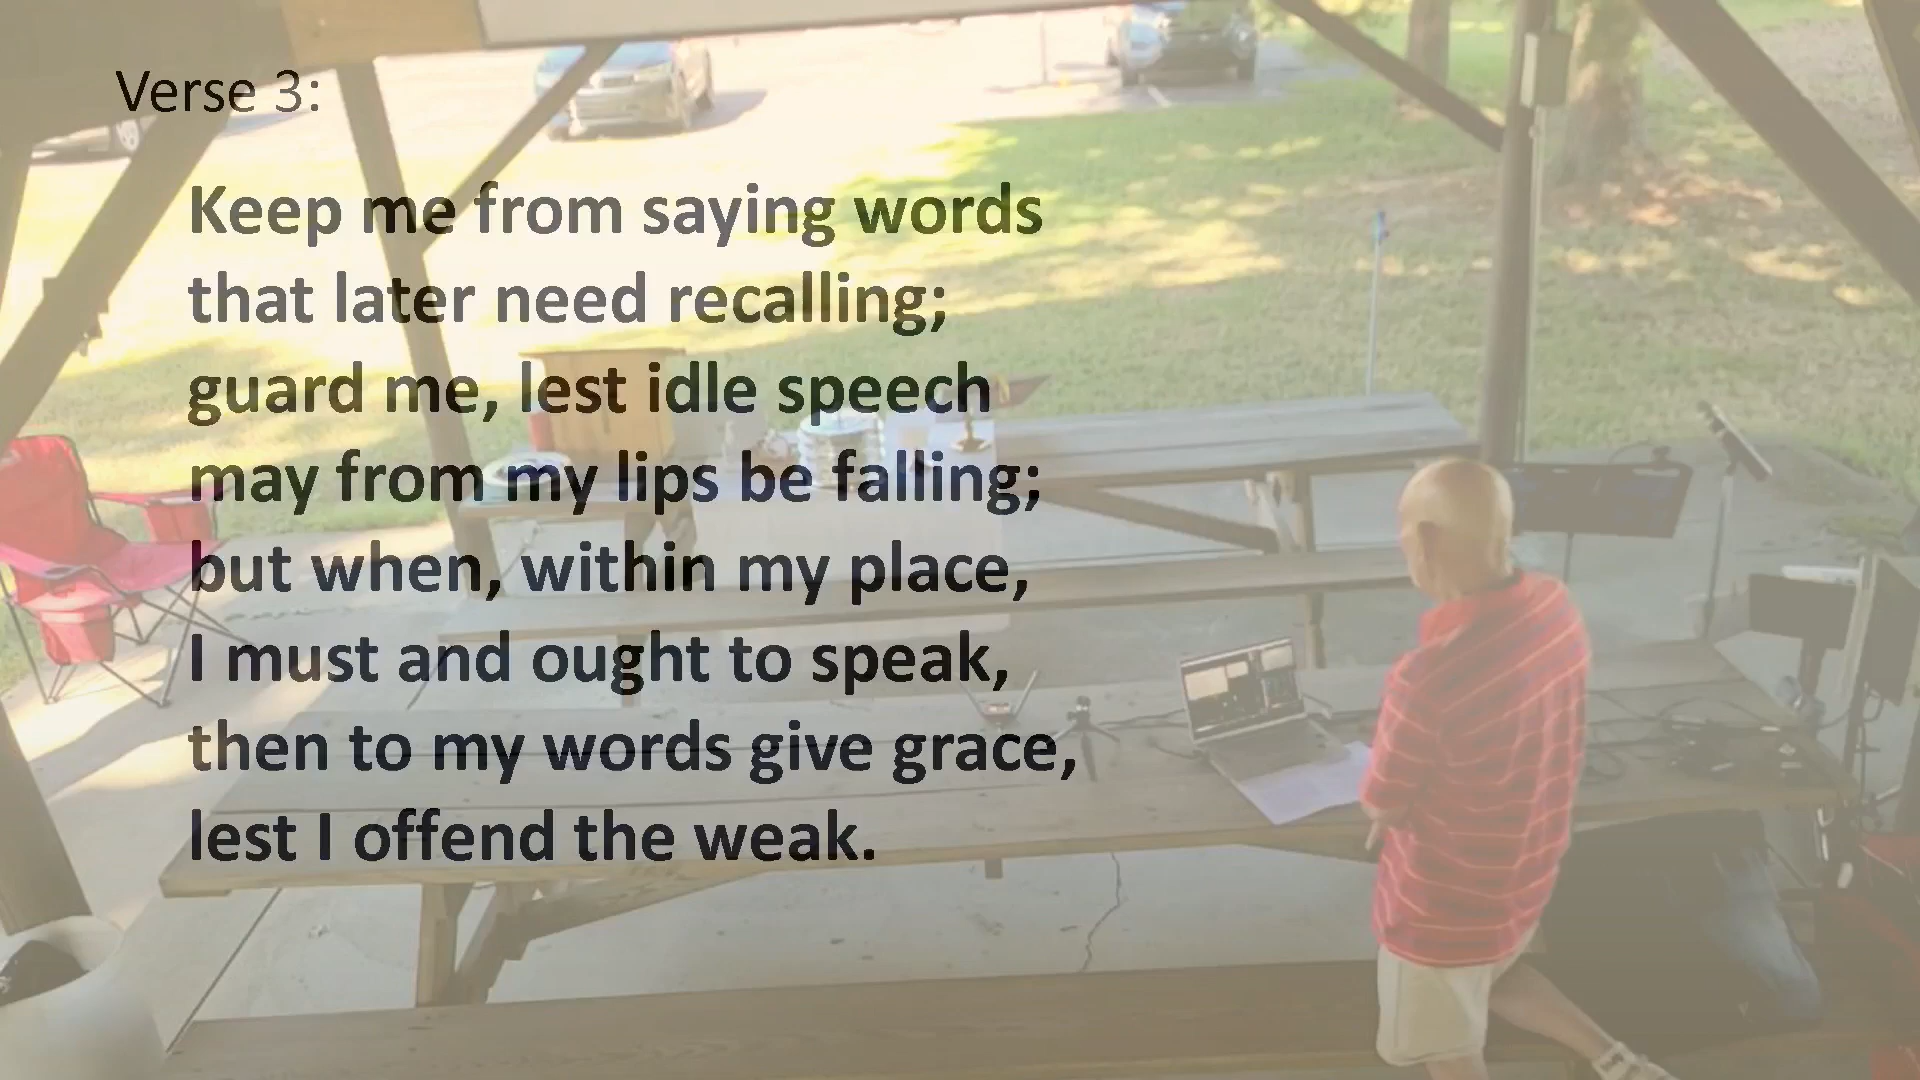 Verse 3:
Keep me from saying words
that later need recalling;
guard me, lest idle speech
may from my lips be falling;
but when, within my place,
I must and ought to speak,
then to my words give grace,
lest I offend the weak.